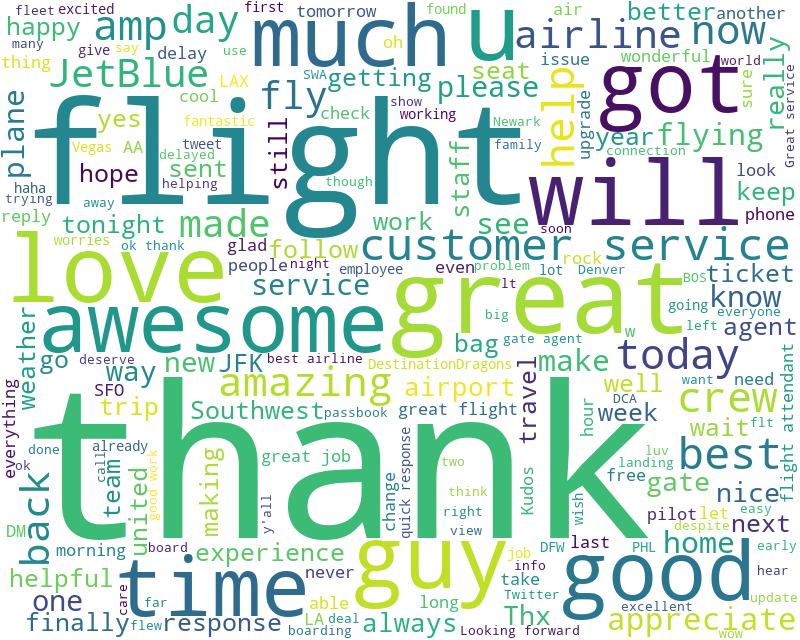 fleet
excited
first
tomorrow
air
found
another
happy
amp
day
much
u
airline
better
now
many
give
say
delay
oh
use
thing
JetBlue
cool
LAX
SWA
getting
fly
please
seat
issue
wonderful
world
sure
really
Great service
flight
got
help
upgrade
plane
yes
fantastic
check
show
working
Newark
year
flying
Vegas
AA
tweet
still
family
connection
delayed
sent
hope
helping
though
staff
will
look
haha
trying
away
keep
reply
tonight
made
work
see
soon
phone
worries
ok thank
glad
follow
customer service
love
people
night
employee
even
problem
rock
lot
Denver
BOS
ticket
service
great
lt
going
everyone
know
awesome
big
gate agent
w
left
agent
Weather
go
deserve
way
new
JFK
best airline
bag
DestinationDragons
make
today
want
need
flight attendant
SFO
amazing
airport
travel
well
crew
everything
trip
Southwest
passbook
great flight
hour
DCA
week
wait
flt
thank
done
already
call
team
good work
united
making
great job
y'all
change
quick response
two
think
right
view
Kudos
wish
free
luv
landing
best
gate
nice
ok
back
DM
pilot
let
next
despite
easy
morning
board
experience
never
guy
job
info
DFW
last
PHL
home
early
helpful
time
care
able
take
good
hear
one
far
LA
deal
long
Twitter
Thx
excellent
appreciate
update
finally
flew
response
boarding
always
Looking forward
wow